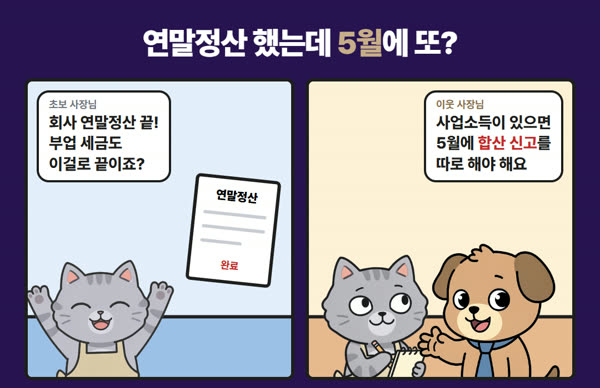 연말정산 했는데 5월에 또?
초보 사장님
회사 연말정산 끝!
부업 세금도
이걸로 끝이죠?
연말정산
완료
이웃 사장님
사업소득이 있으면
5월에 합산 신고를
따로 해야 해요